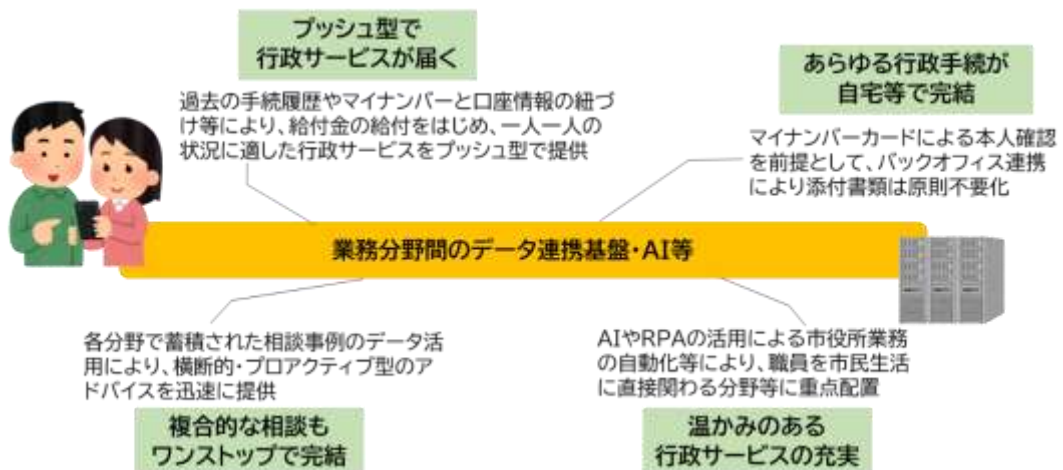 プッシュ型で
行政サービスが届く
過去の手続履歴やマイナンバーと口座情報の紐づ
け等により、給付金の給付をはじめ、一人一人の
状況に適した行政サービスをプッシュ型で提供
あらゆる行政手続が
自宅等で完結
マイナンバーカードによる本人確認
を前提として、バックオフィス連携
により添付書類は原則不要化
業務分野間のデータ連携基盤・AI等
各分野で蓄積された相談事例のデータ活
用により、横断的・プロアクティブ型のア
ドバイスを迅速に提供
複合的な相談も
ワンストップで完結
AIやRPAの活用による市役所業務
の自動化等により、職員を市民生活
に直接関わる分野等に重点配置
温かみのある
行政サービスの充実